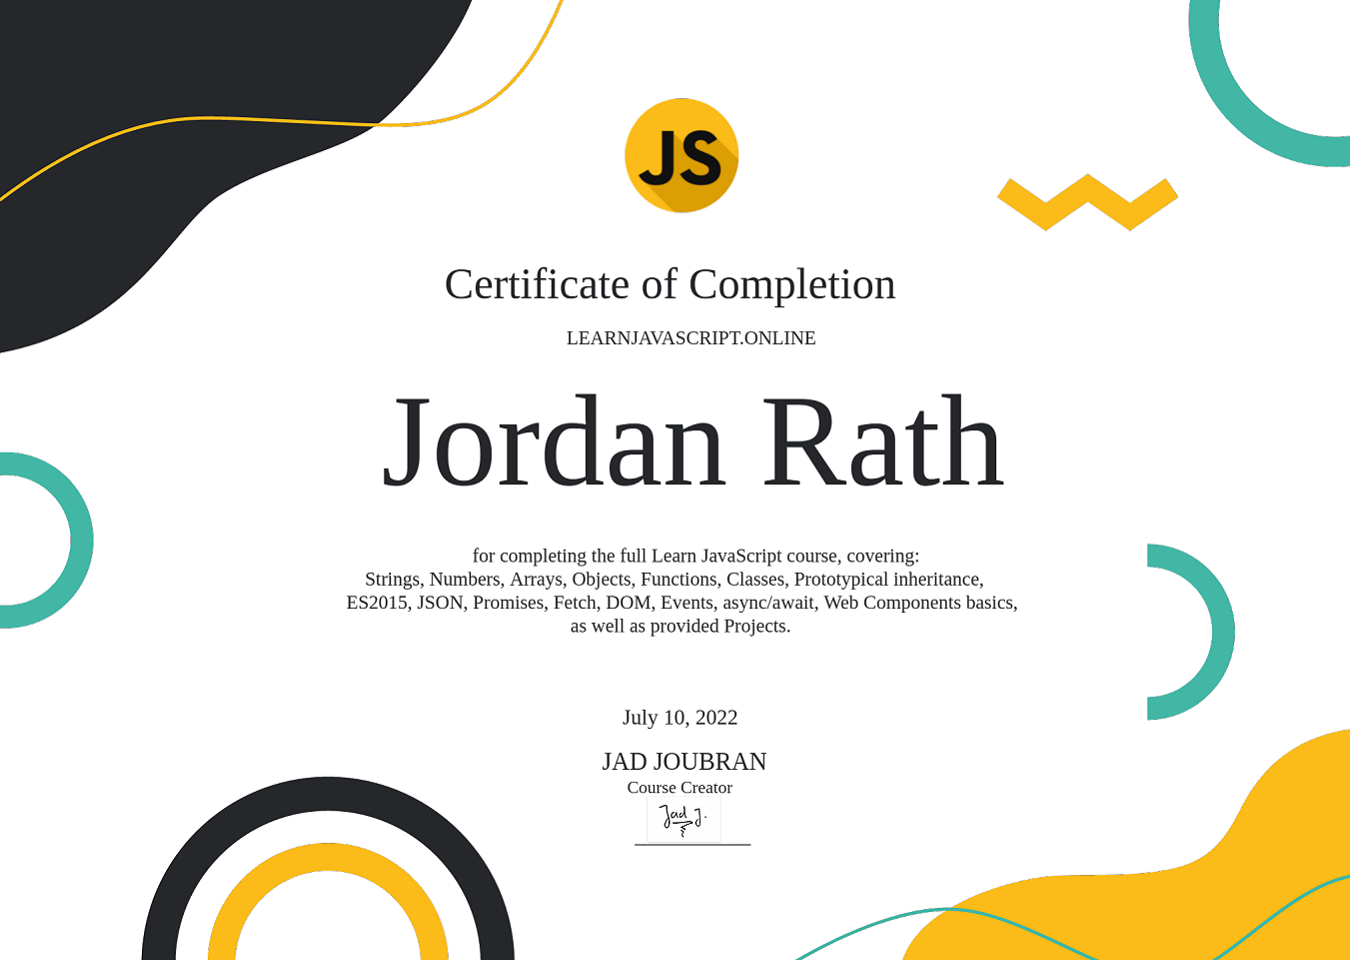 JS
Certificate of Completion
LEARNJAVASCRIPT.ONLINE
Jordan Rath
for completing the full Learn JavaScript course, covering:
Strings, Numbers, Arrays, Objects, Functions, Classes, Prototypical inheritance,
ES2015, JSON, Promises, Fetch, DOM, Events, async/await, Web Components basics,
as well as provided Projects.
July 10, 2022
JAD JOUBRAN
Course Creator
Jad J.